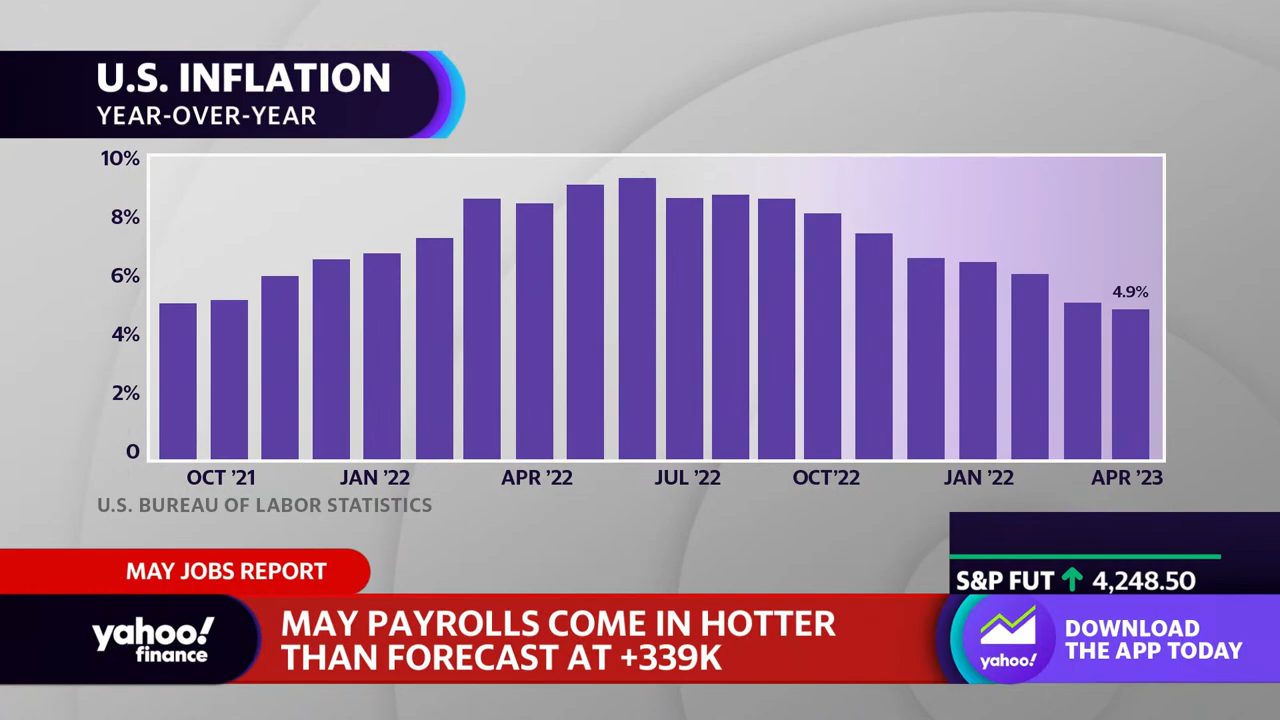 U.S. INFLATION
YEAR-OVER-YEAR
10%
8%
6%
4%
2%
0
4.9%
OCT ’21
JAN ’22
APR ’22
JUL ’22
OCT’22
JAN ’22
APR ’23
U.S. BUREAU OF LABOR STATISTICS
MAY JOBS REPORT
S&P FUT 4,248.50
yahoo!
finance
MAY PAYROLLS COME IN HOTTER
THAN FORECAST AT +339K
yahoo!
DOWNLOAD
THE APP TODAY